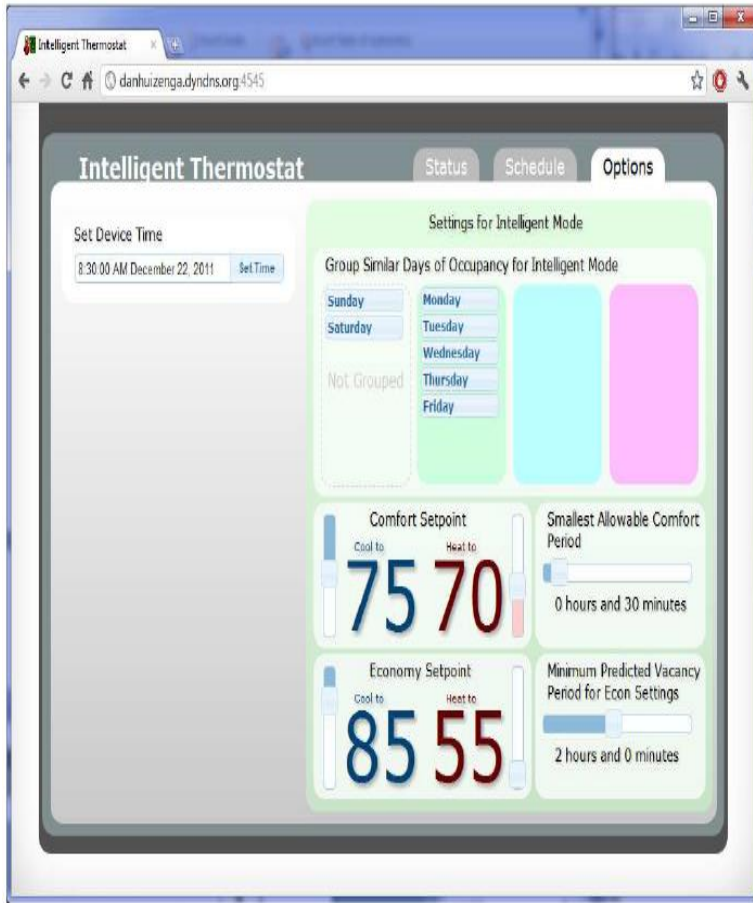 Intelligent Thermostat
danhuizenga.dyndns.org:4545
Intelligent Thermostat
Status
Schedule
Options
Set Device Time
8:30:00 AM December 22, 2011
Set Time
Settings for Intelligent Mode
Group Similar Days of Occupancy for Intelligent Mode
Sunday
Saturday
Not Grouped
Monday
Tuesday
Wednesday
Thursday
Friday
Comfort Setpoint
Cool to
Heat to
75
70
Smallest Allowable Comfort
Period
0 hours and 30 minutes
Economy Setpoint
Cool to
Heat to
85
55
Minimum Predicted Vacancy
Period for Econ Settings
2 hours and 0 minutes